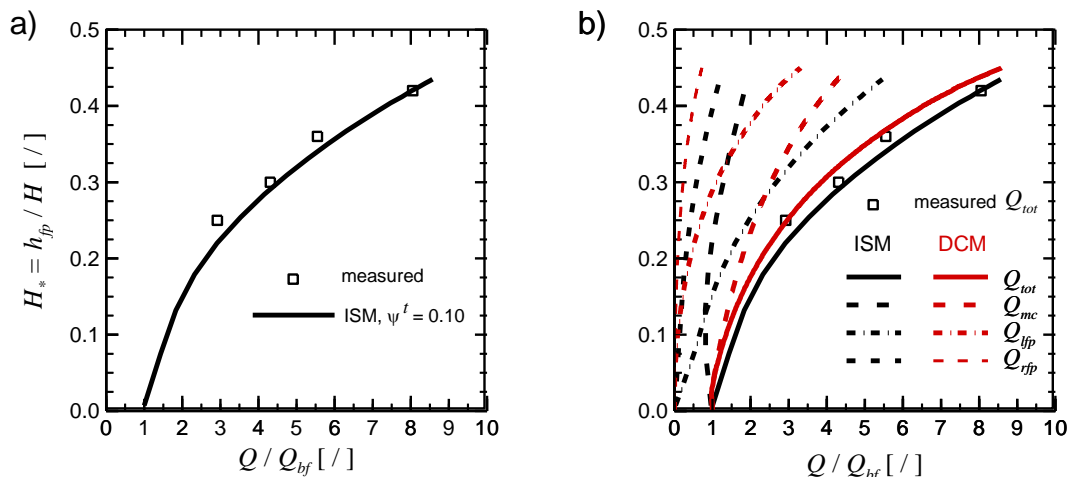 a)
0.5
0.4
0.3
0.2
0.1
0.0
H* = hfp / H [ / ]
measured
ISM, ψt = 0.10
0 1 2 3 4 5 6 7 8 9 10
Q / Qbf [ / ]
b)
0.5
0.4
0.3
0.2
0.1
0.0
measured Qtot
ISM DCM
Qtot
Qmc
Qlfp
Qrfp
0 1 2 3 4 5 6 7 8 9 10
Q / Qbf [ / ]